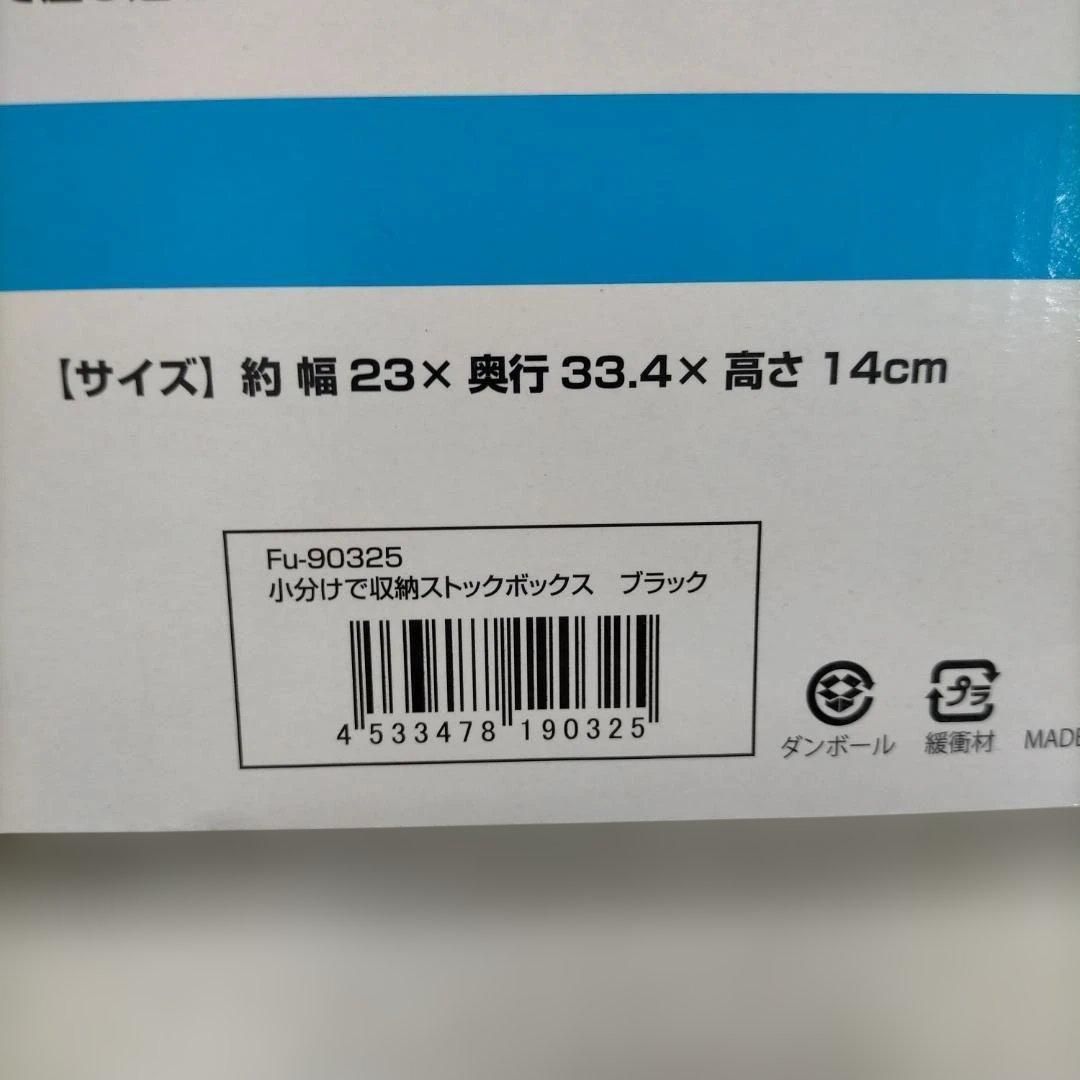 【サイズ】約 幅 23× 奥行 33.4× 高さ 14cm
Fu-90325
小分けで収納ストックボックス　ブラック
4 533478 190325
プラ
ダンボール 緩衝材 MADE